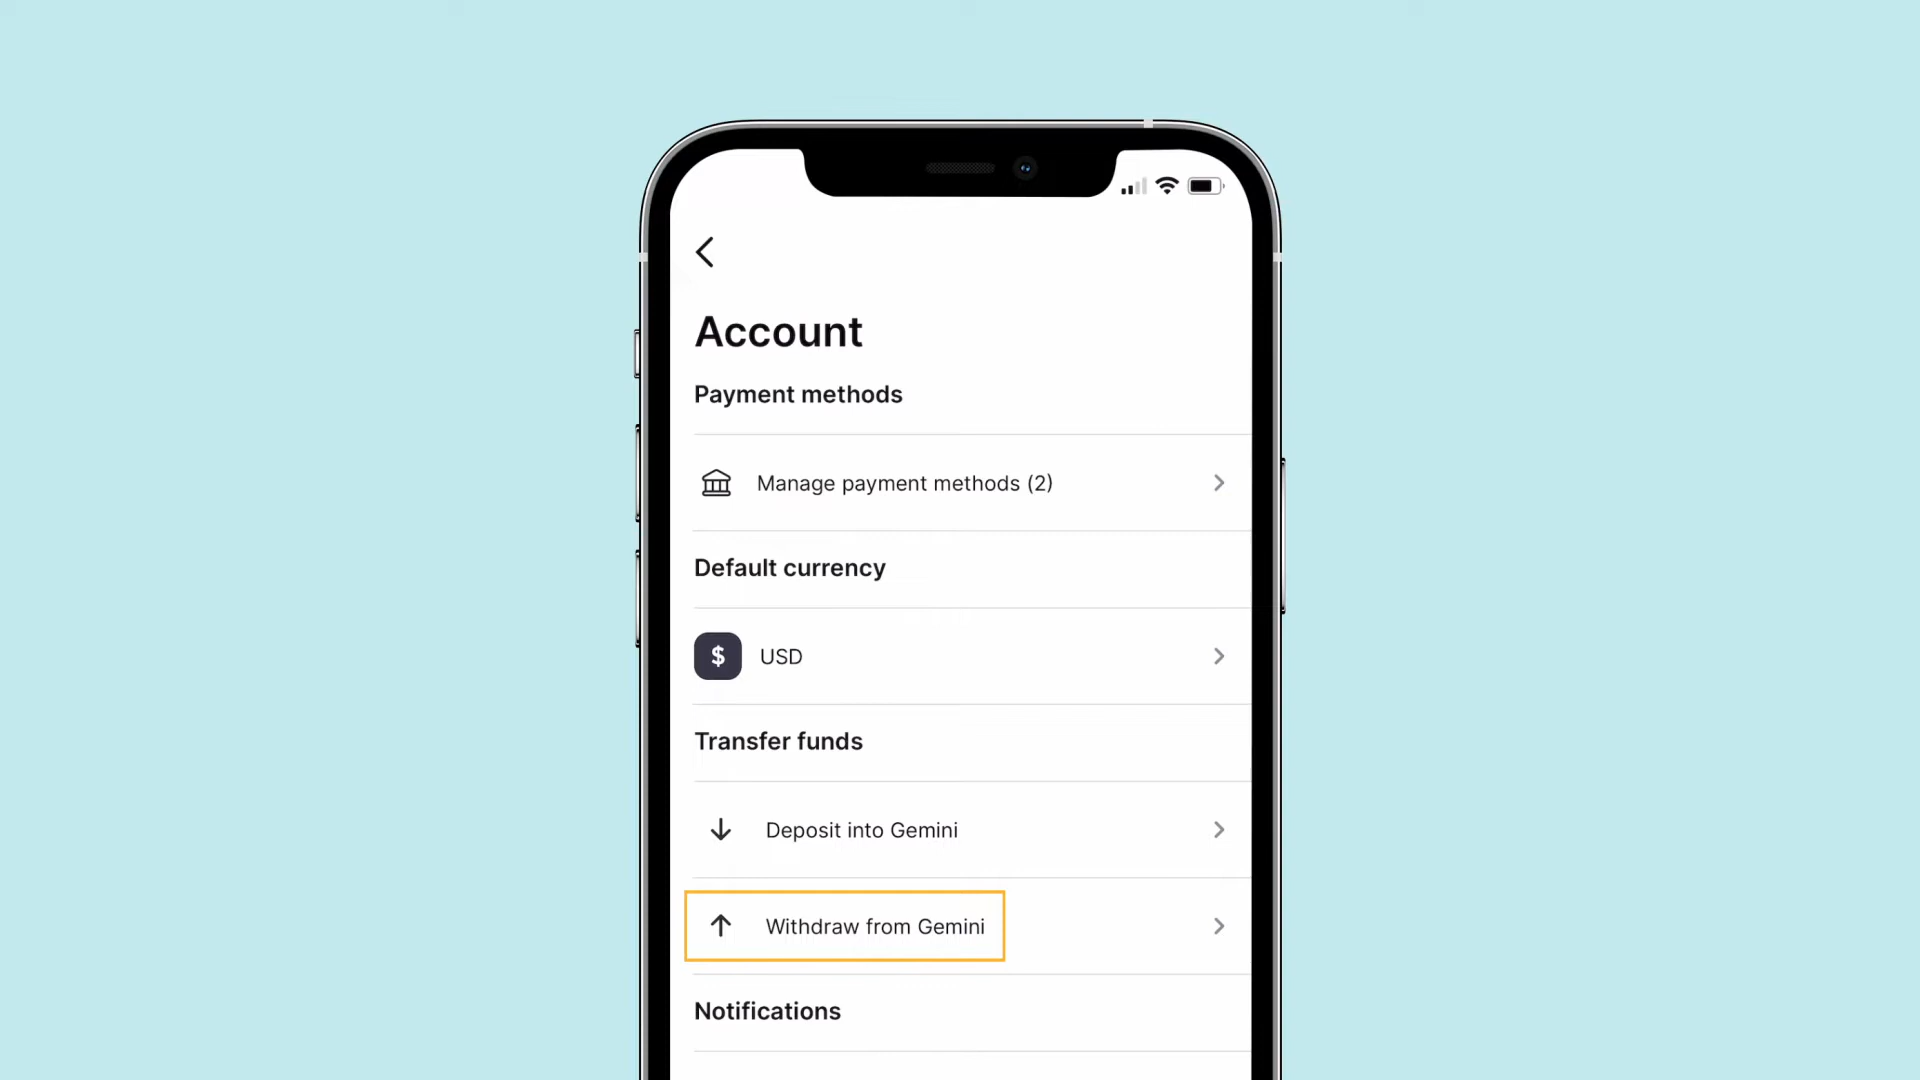 Account
Payment methods
Manage payment methods (2)
Default currency
$ USD
Transfer funds
Deposit into Gemini
Withdraw from Gemini
Notifications